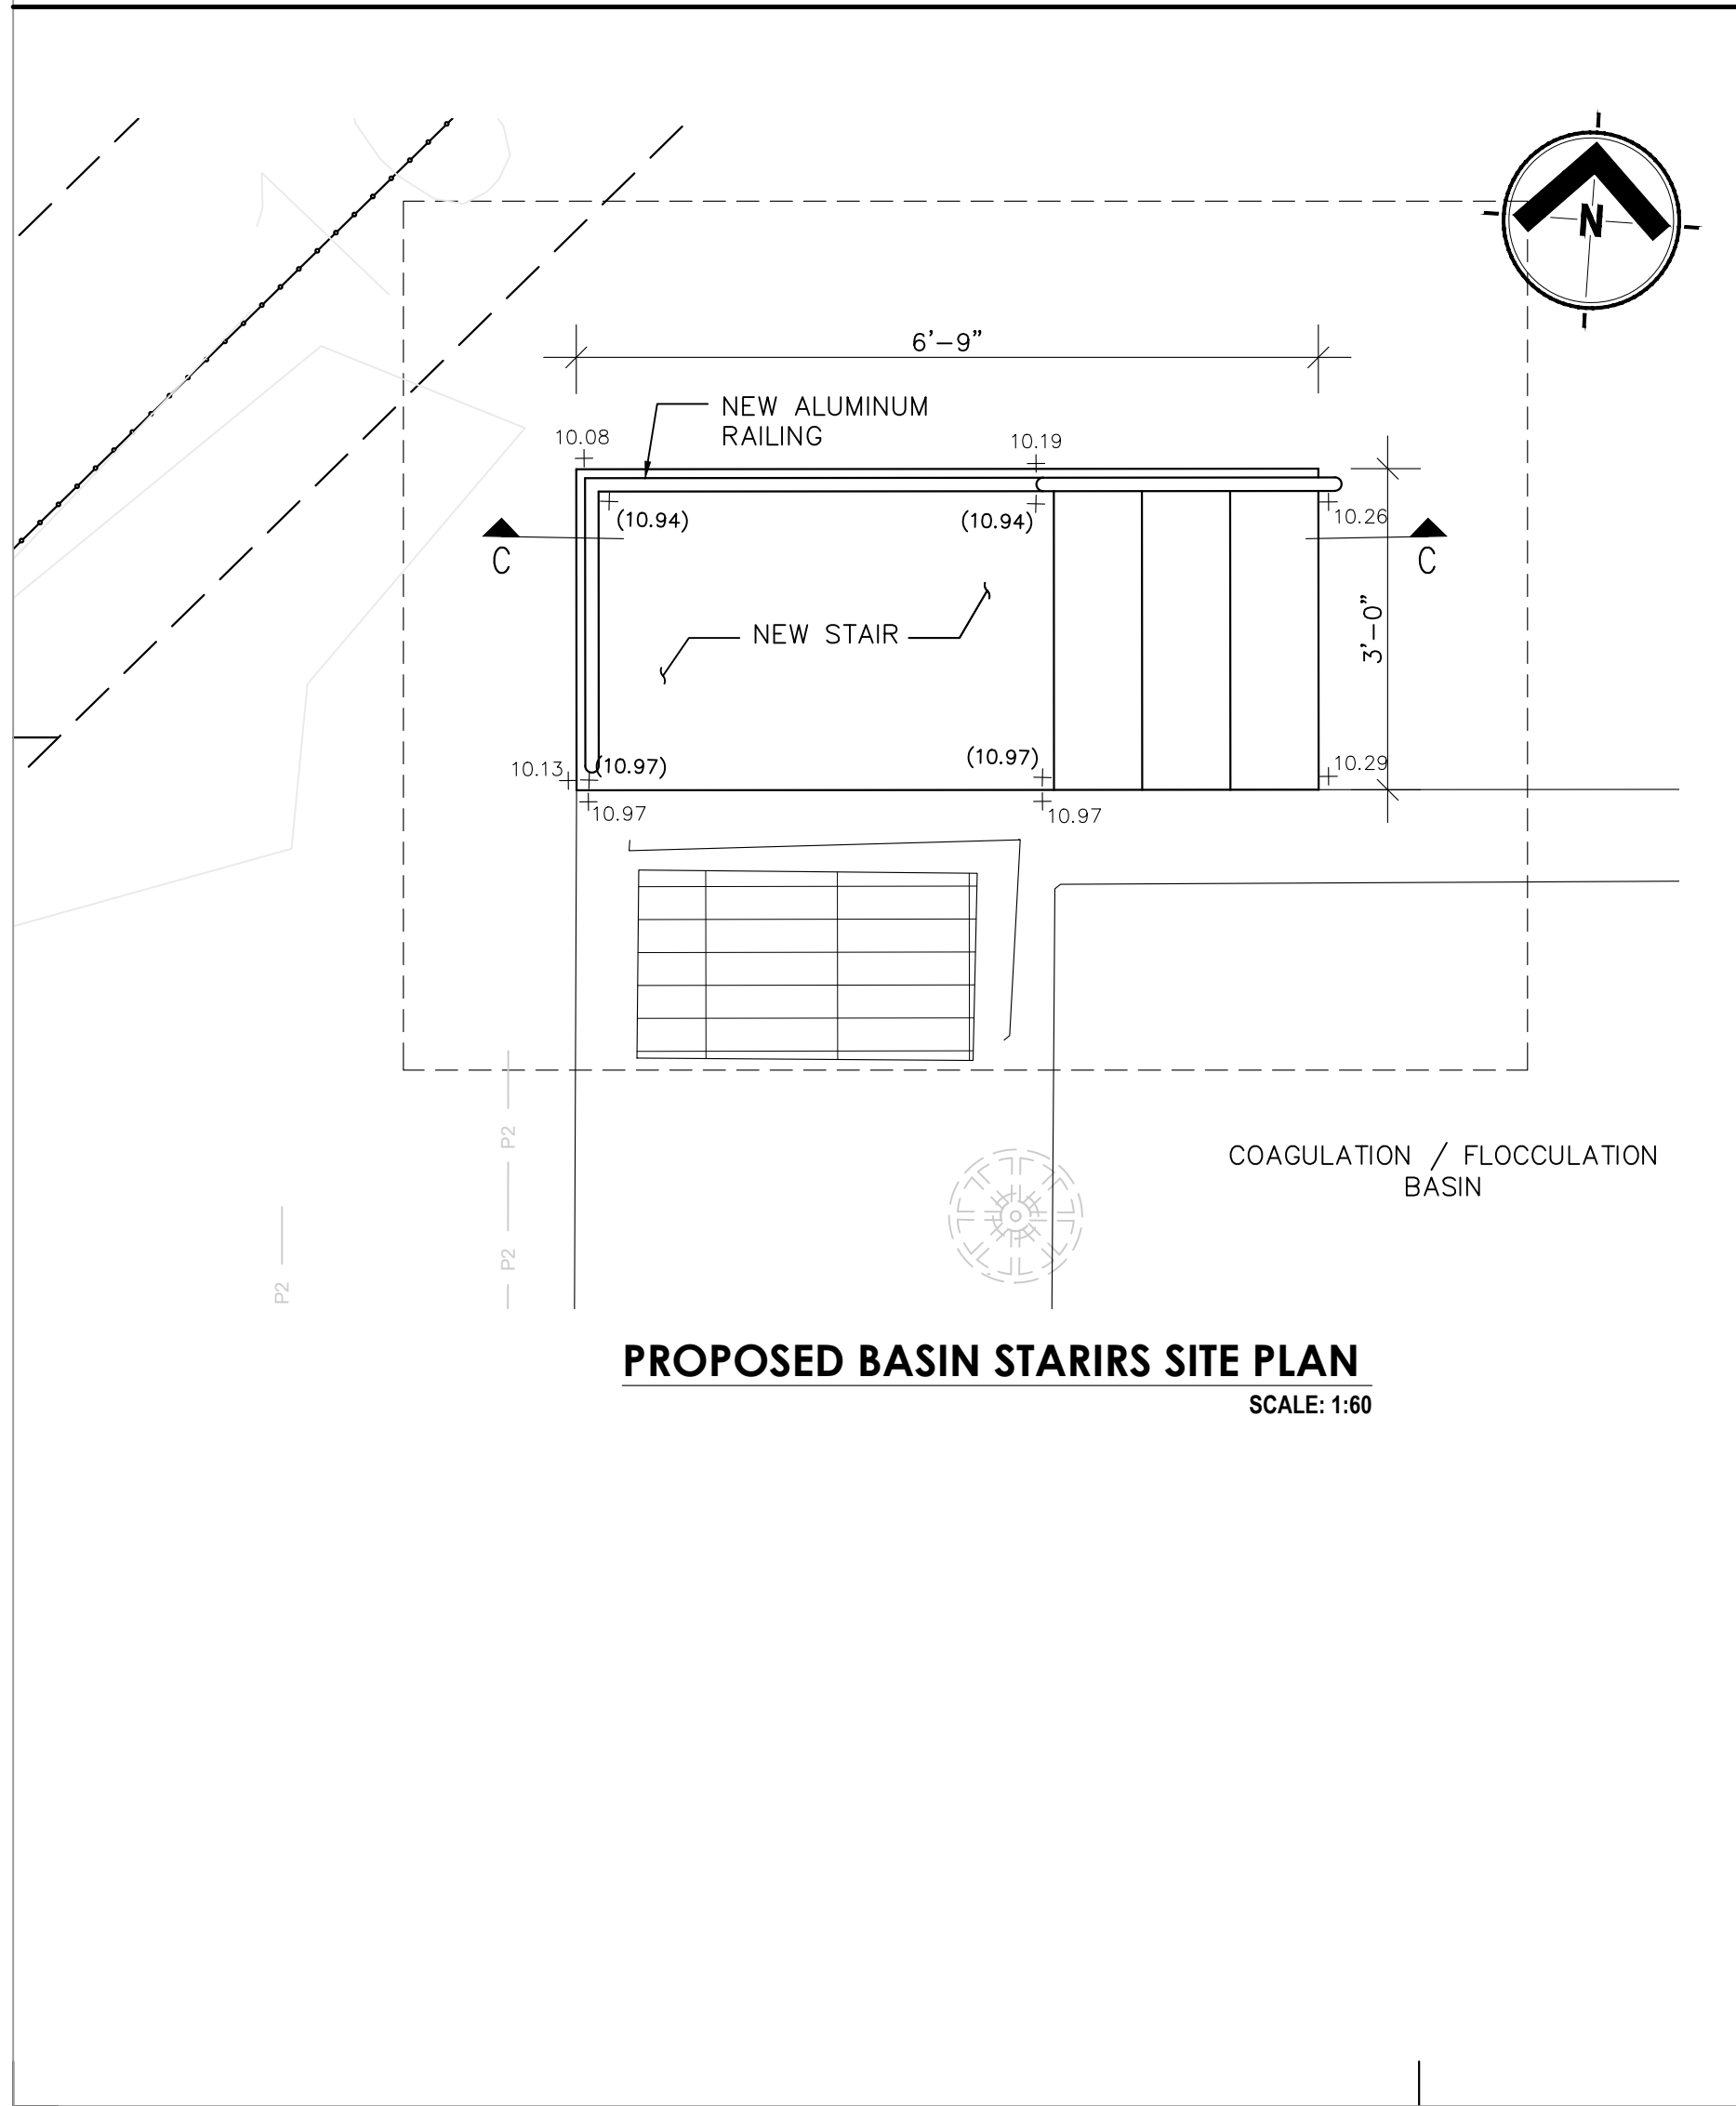 N
6'-9"
NEW ALUMINUM
RAILING
10.08
10.19
(10.94)
(10.94)
10.26
C
C
3'-0"
NEW STAIR
10.13
(10.97)
(10.97)
10.29
10.97
10.97
P2
P2
P2
COAGULATION / FLOCCULATION
BASIN
PROPOSED BASIN STARIRS SITE PLAN
SCALE: 1:60